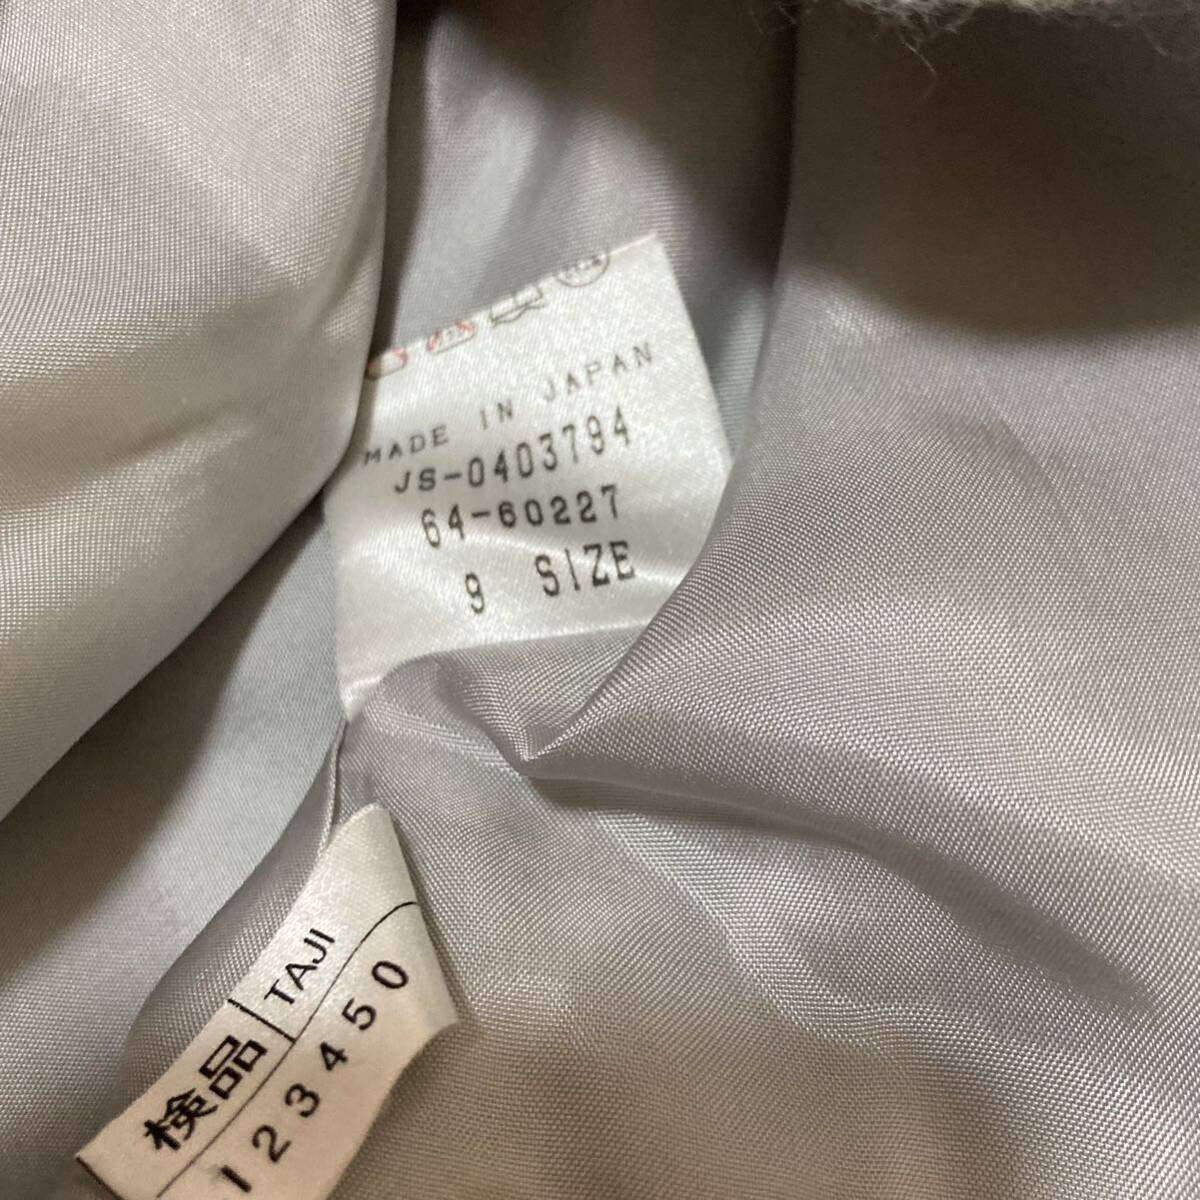 MADE IN JAPAN
JS-0403794
64-60227
9 SIZE
検品 TAJI
123450